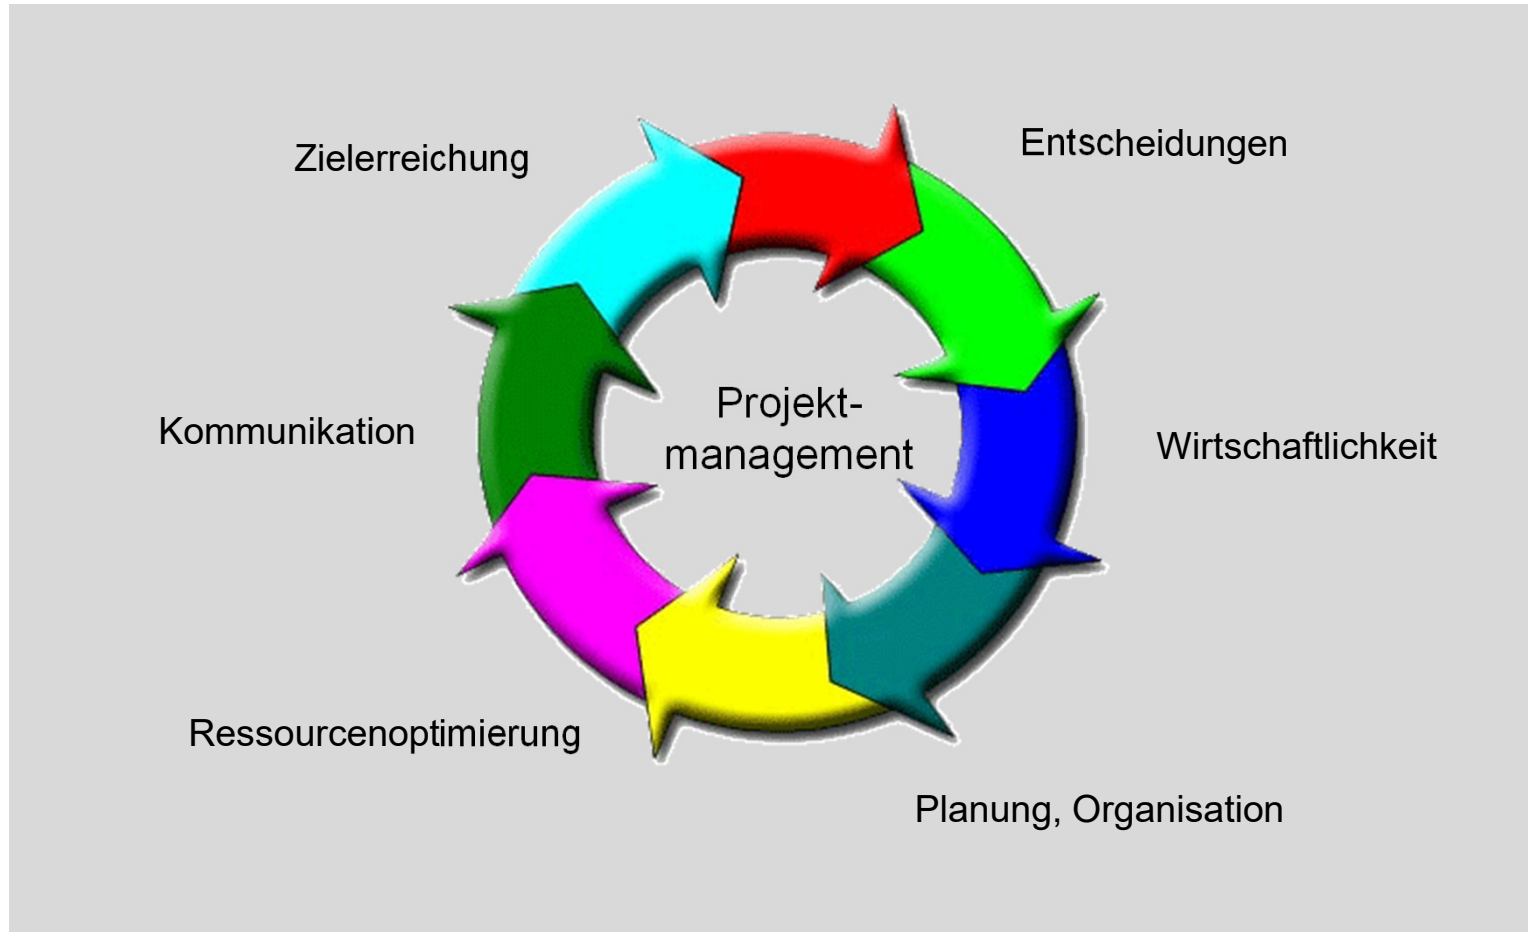 Zielerreichung
Entscheidungen
Projekt-
management
Kommunikation
Wirtschaftlichkeit
Ressourcenoptimierung
Planung, Organisation